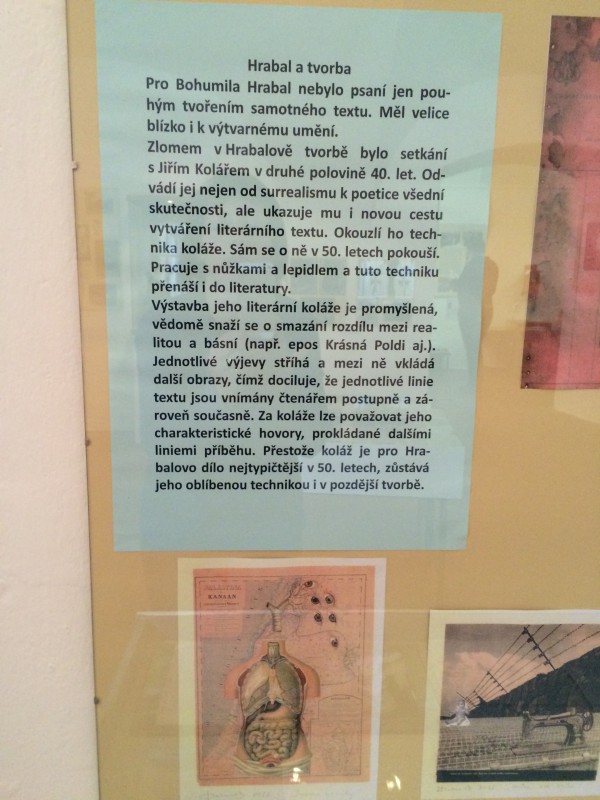 Hrabal a tvorba
Pro Bohumila Hrabal nebylo psaní jen pou-
hým tvořením samotného textu. Měl velice
blízko i k výtvarnému umění.
Zlomem v Hrabalově tvorbě bylo setkání
s Jiřím Kolářem v druhé polovině 40. let. Od-
vádí jej nejen od surrealismu k poetice všední
skutečnosti, ale ukazuje mu i novou cestu
vytváření literárního textu. Okouzlí ho tech-
nika koláže. Sám se o ně v 50. letech pokouší.
Pracuje s nůžkami a lepidlem a tuto techniku
přenáší i do literatury.
Výstavba jeho literární koláže je promyšlená,
vědomě snaží se o smazání rozdílu mezi rea-
litou a básní (např. epos Krásná Poldi aj.).
Jednotlivé výjevy stříhá a mezi ně vkládá
další obrazy, čímž dociluje, že jednotlivé linie
textu jsou vnímány čtenářem postupně a zá-
roveň současně. Za koláže lze považovat jeho
charakteristické hovory, prokládané dalšími
liniemi příběhu. Přestože koláž je pro Hra-
balovo dílo nejtypičtější v 50. letech, zůstává
jeho oblíbenou technikou i v pozdější tvorbě.
KANSAS